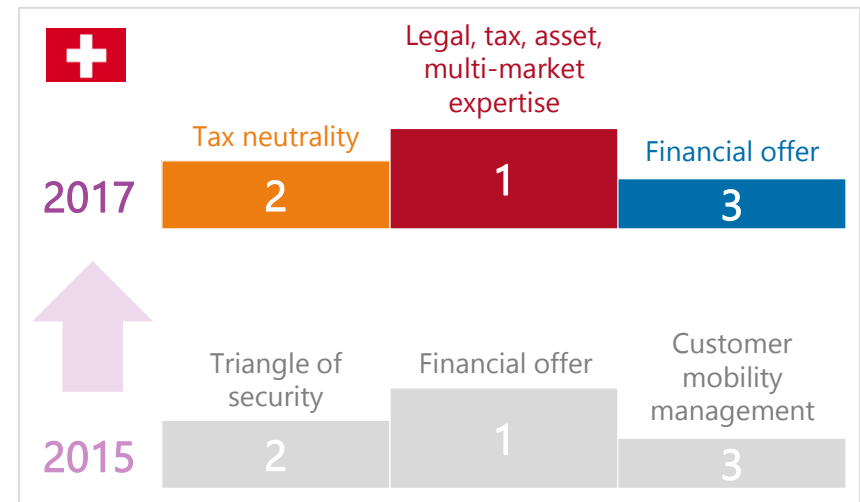 Legal, tax, asset,
multi-market
expertise
Tax neutrality
Financial offer
2017
2
1
3
Triangle of
security
Financial offer
Customer
mobility
management
2015
2
1
3